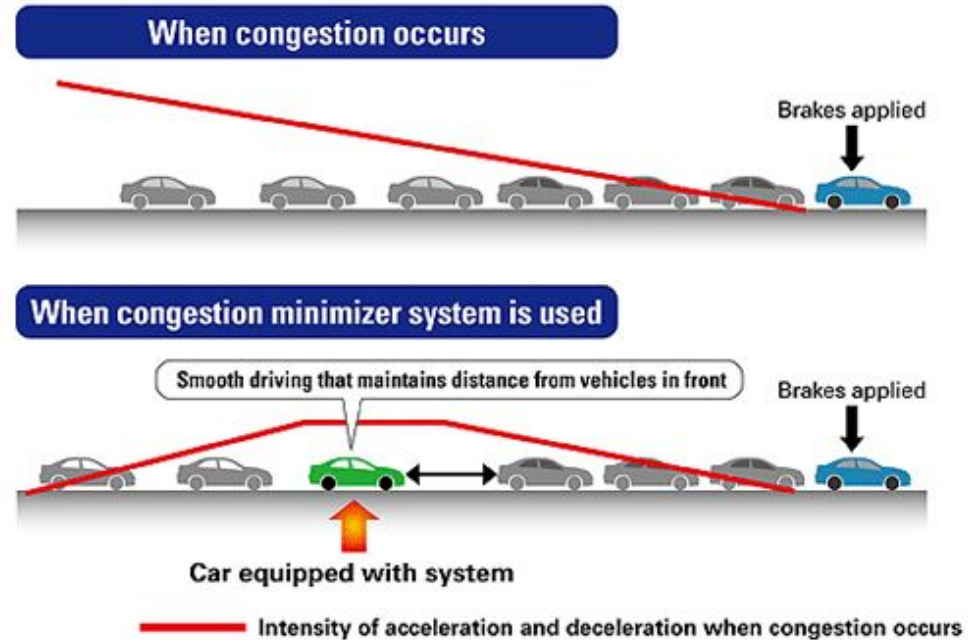 When congestion occurs
Brakes applied
When congestion minimizer system is used
Smooth driving that maintains distance from vehicles in front
Brakes applied
Car equipped with system
Intensity of acceleration and deceleration when congestion occurs